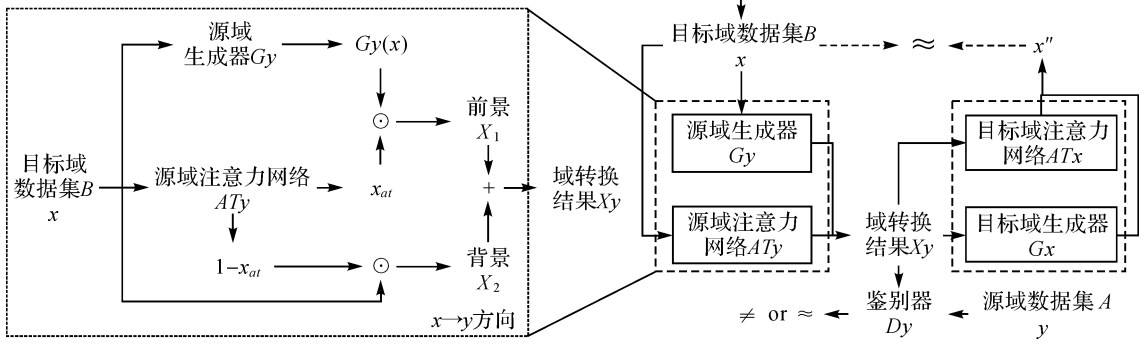 源域
生成器Gy
Gy(x)
⊙
前景
X₁
目标域
数据集B
x
源域注意力网络
ATy
xₐₜ
+
域转换
结果Xy
1-xₐₜ
⊙
背景
X₂
x→y方向
目标域数据集B
x
≈
x″
源域生成器
Gy
目标域注意力
网络ATx
源域注意力
网络ATy
域转换
结果Xy
目标域生成器
Gx
≠ or ≈
鉴别器
Dy
源域数据集 A
y